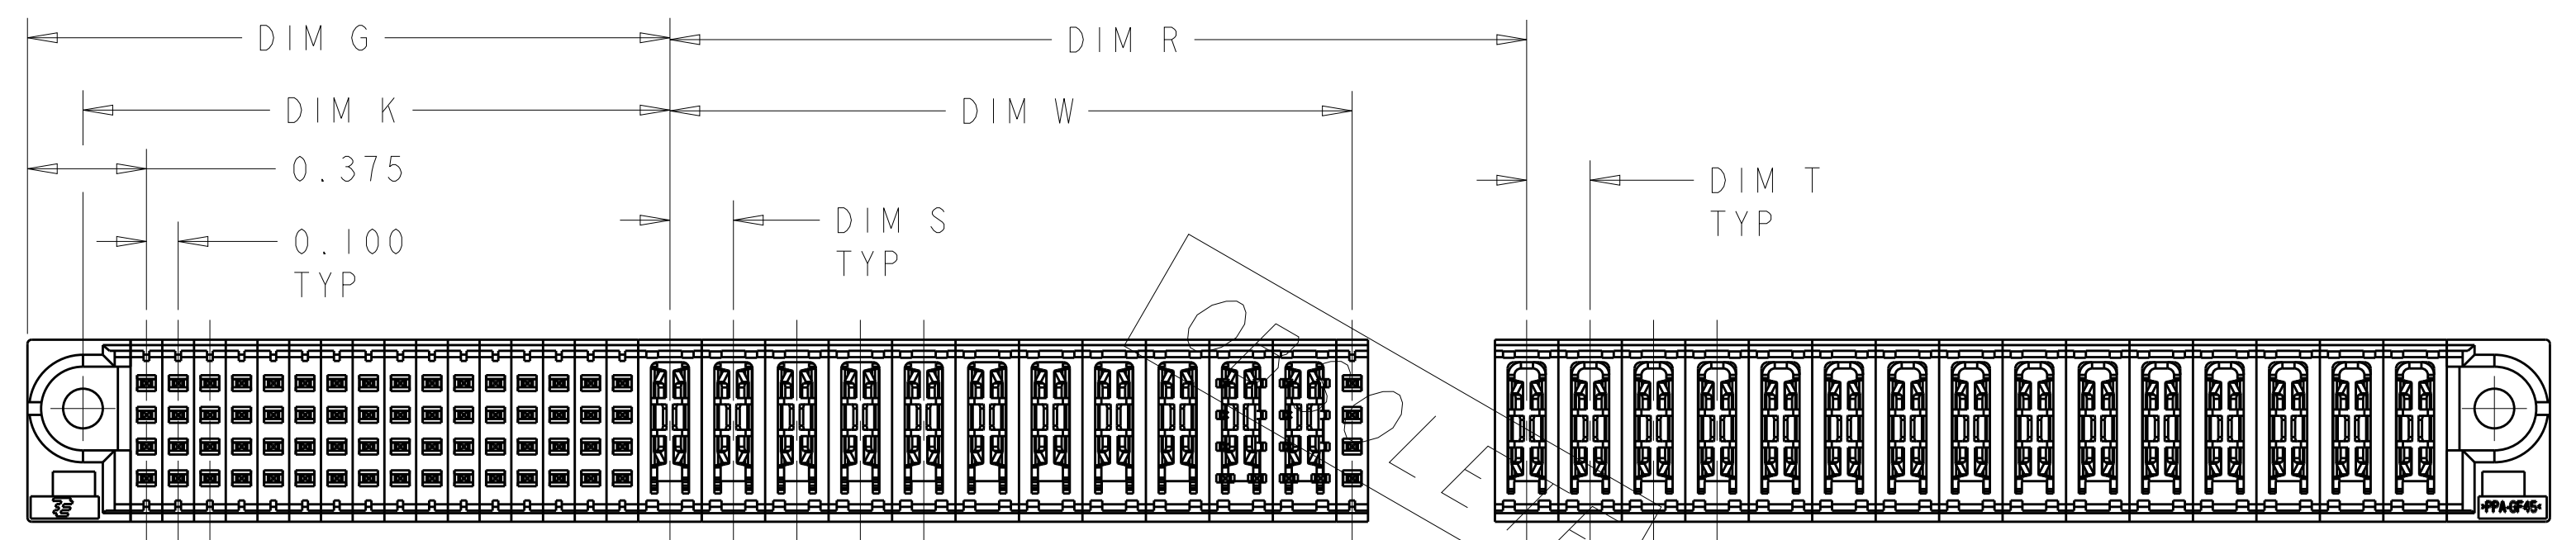 DIM G
DIM R
DIM K
DIM W
0.375
DIM T
TYP
DIM S
TYP
0.100
TYP
>PPA-GF45<